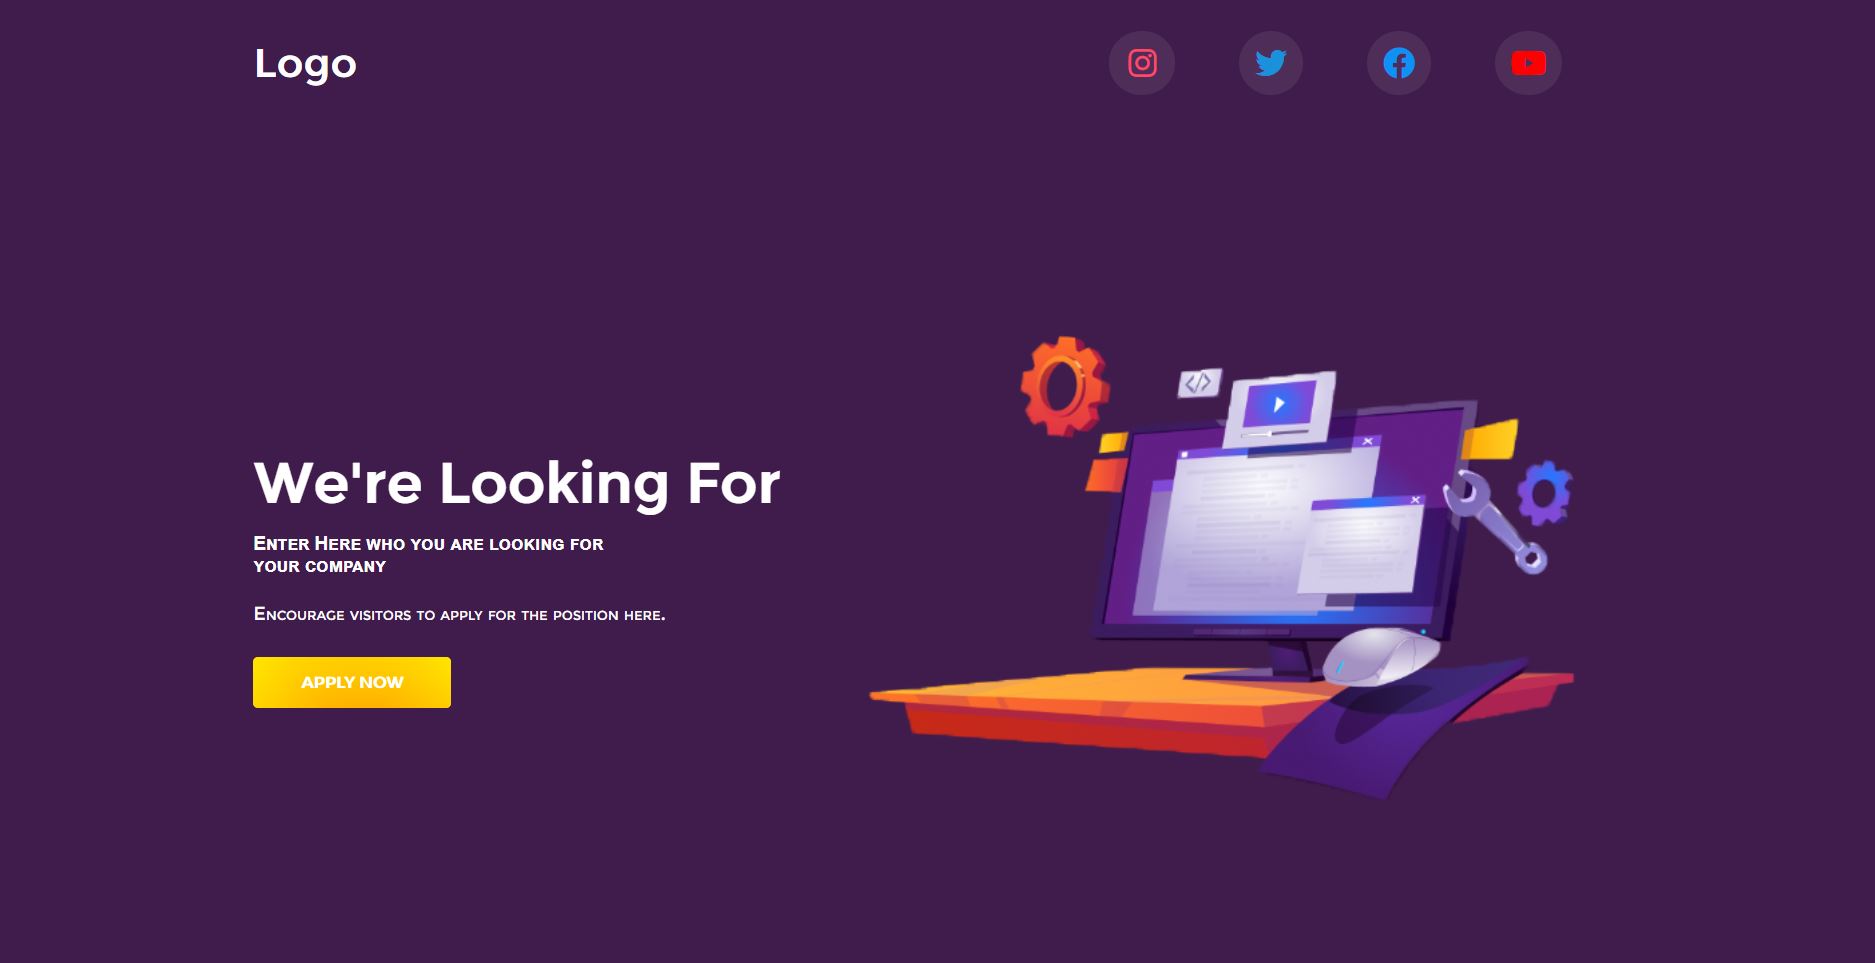 Logo
We're Looking For
Enter Here who you are looking for
your company
Encourage visitors to apply for the position here.
APPLY NOW